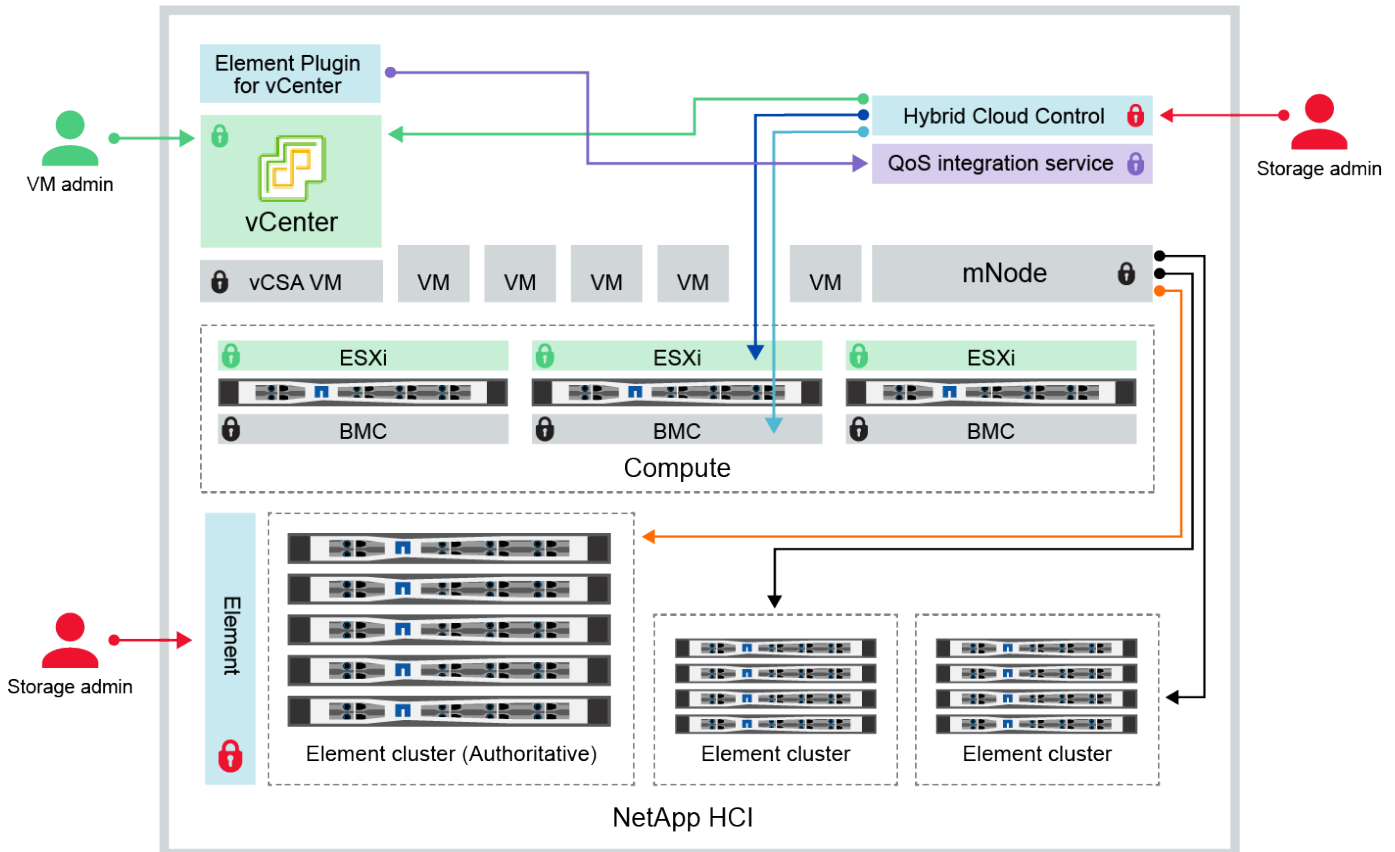 Element Plugin
for vCenter
Hybrid Cloud Control
QoS integration service
VM admin
Storage admin
vCenter
vCSA VM
VM
VM
VM
VM
VM
mNode
ESXi
ESXi
ESXi
BMC
BMC
BMC
Compute
Element
Storage admin
Element cluster (Authoritative)
Element cluster
Element cluster
NetApp HCI